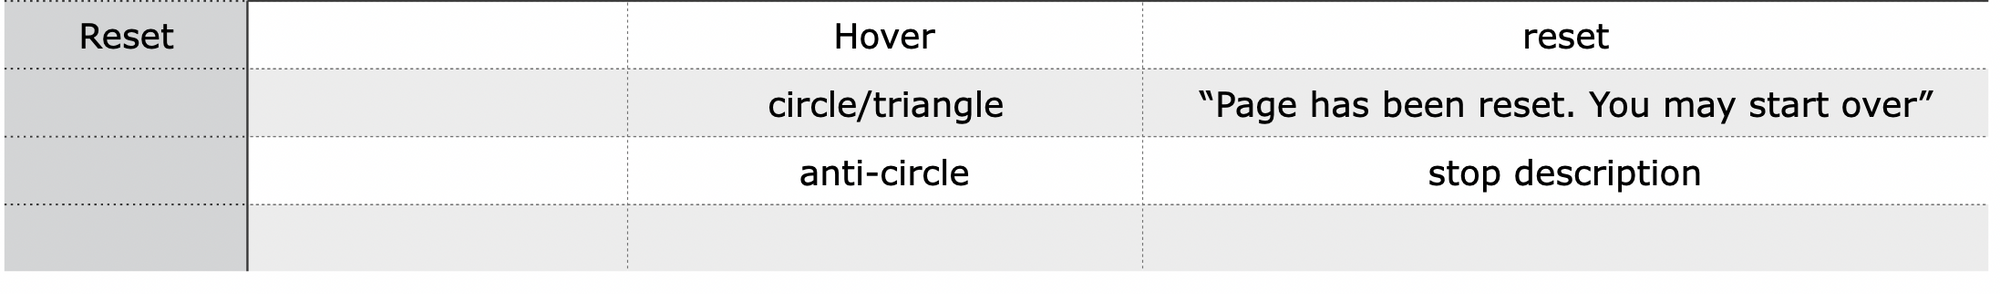 Reset Hover reset
circle/triangle “Page has been reset. You may start over”
anti-circle stop description